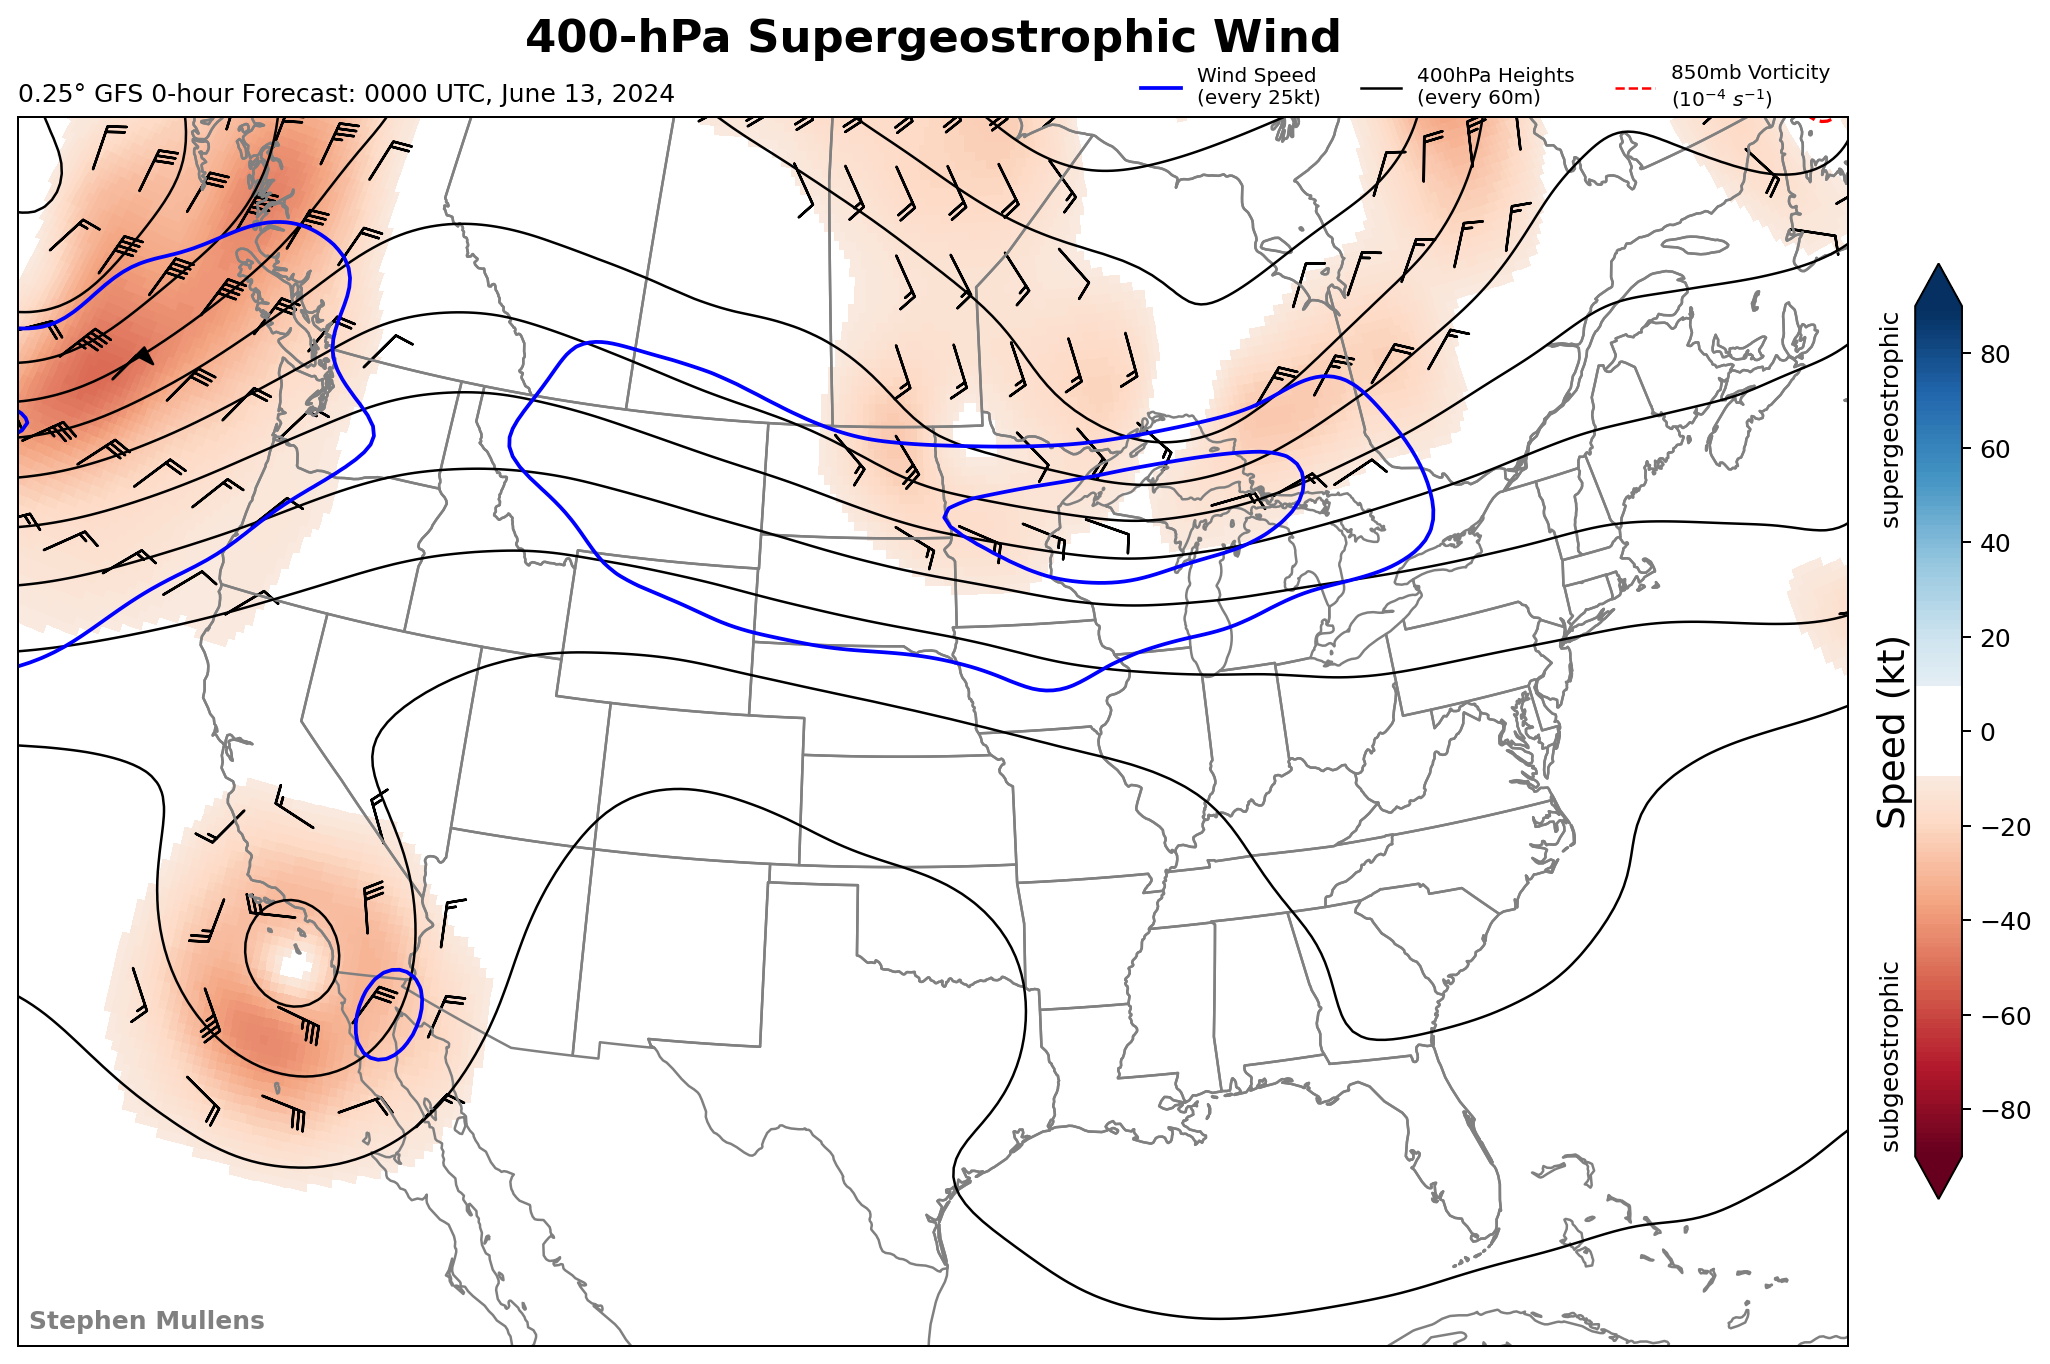 400-hPa Supergeostrophic Wind
0.25° GFS 0-hour Forecast: 0000 UTC, June 13, 2024
Wind Speed
(every 25kt)
400hPa Heights
(every 60m)
850mb Vorticity
(10⁻⁴ s⁻¹)
supergeostrophic
Speed (kt)
subgeostrophic
80
60
40
20
0
−20
−40
−60
−80
Stephen Mullens